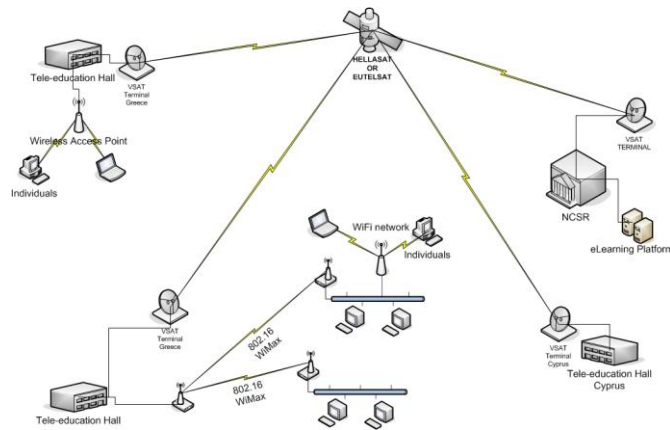 HELLASAT
OR
EUTELSAT
Tele-education Hall
VSAT
Terminal
Greece
Wireless Access Point
Individuals
VSAT
TERMINAL
NCSR
eLearning Platform
WiFi network
Individuals
VSAT
Terminal
Greece
802.16
WiMax
802.16
WiMax
Tele-education Hall
VSAT
Terminal
Cyprus
Tele-education Hall
Cyprus